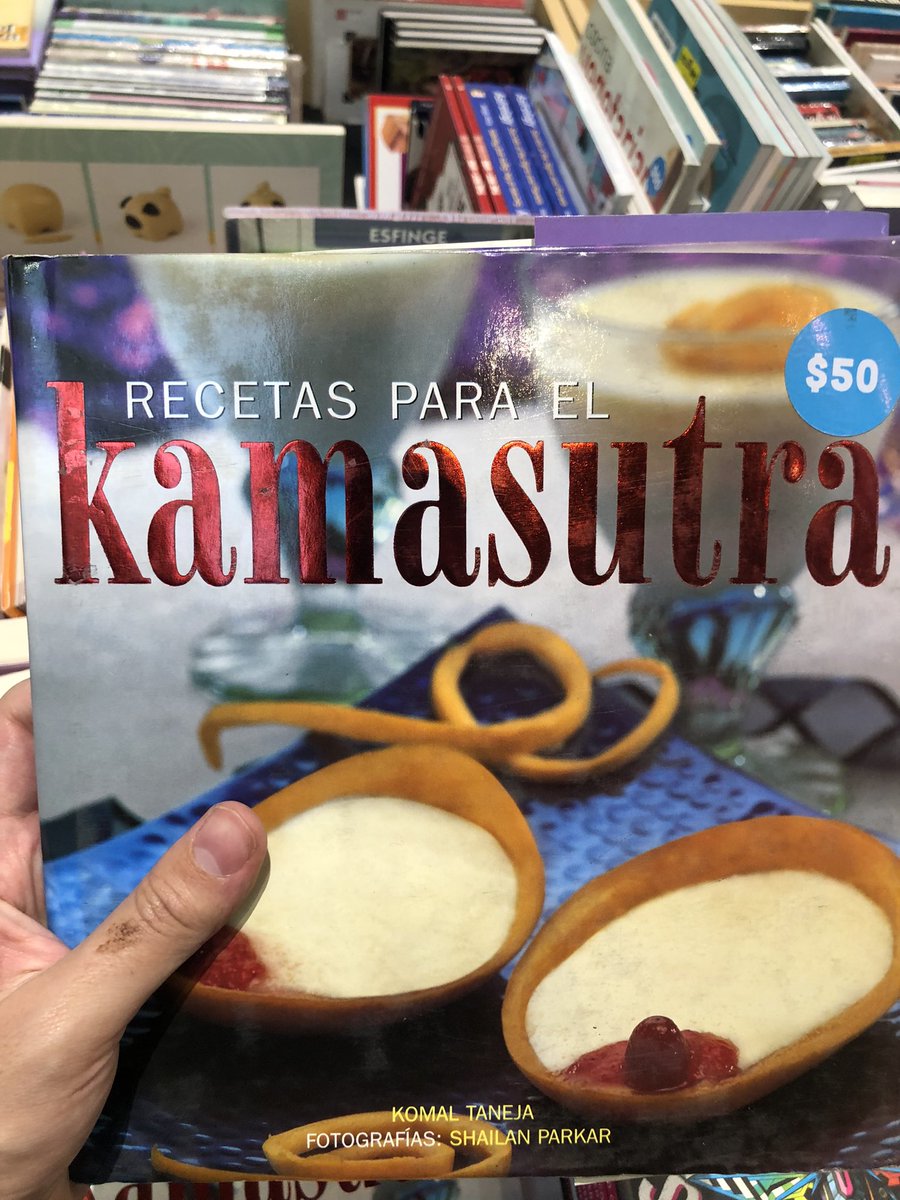 ESFINGE
RECETAS PARA EL
$50
kamasutra
KOMAL TANEJA
FOTOGRAFÍAS: SHAILAN PARKAR